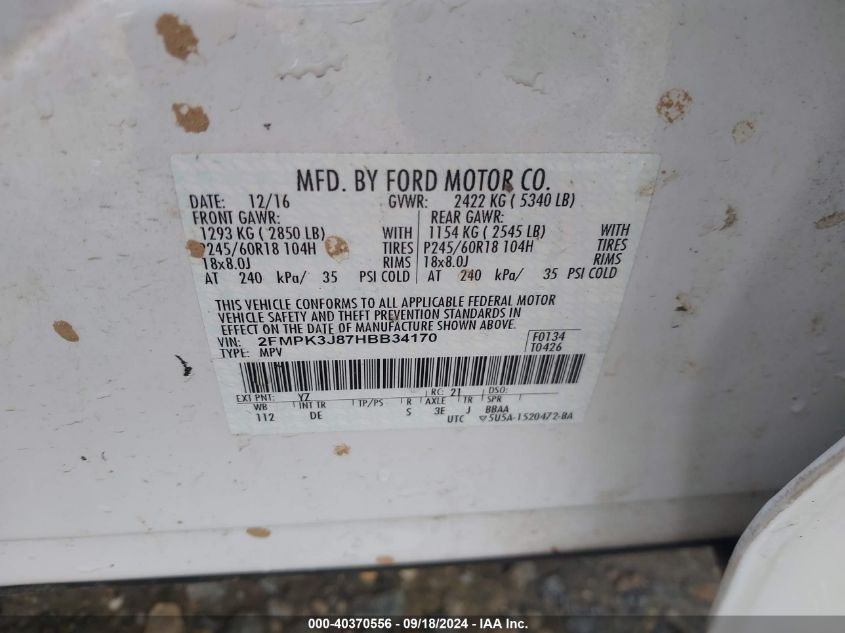 MFD. BY FORD MOTOR CO.
DATE: 12/16 GVWR: 2422 KG ( 5340 LB)
FRONT GAWR: REAR GAWR:
1293 KG ( 2850 LB) WITH 1154 KG ( 2545 LB) WITH
P245/60R18 104H TIRES P245/60R18 104H TIRES
18x8.0J RIMS 18x8.0J RIMS
AT 240 kPa/ 35 PSI COLD AT 240 kPa/ 35 PSI COLD
THIS VEHICLE CONFORMS TO ALL APPLICABLE FEDERAL MOTOR
VEHICLE SAFETY AND THEFT PREVENTION STANDARDS IN
EFFECT ON THE DATE OF MANUFACTURE SHOWN ABOVE.
VIN: 2FMPK3J87HBB34170 F0134
TYPE: MPV T0426
EXT PNT: YZ RC: 21 DSO:
WB INT TR TP/PS R AXLE TR SPR
112 DE S 3E J BBAA
UTC 5U5A-1520472-BA
000-40370556 - 09/18/2024 - IAA Inc.